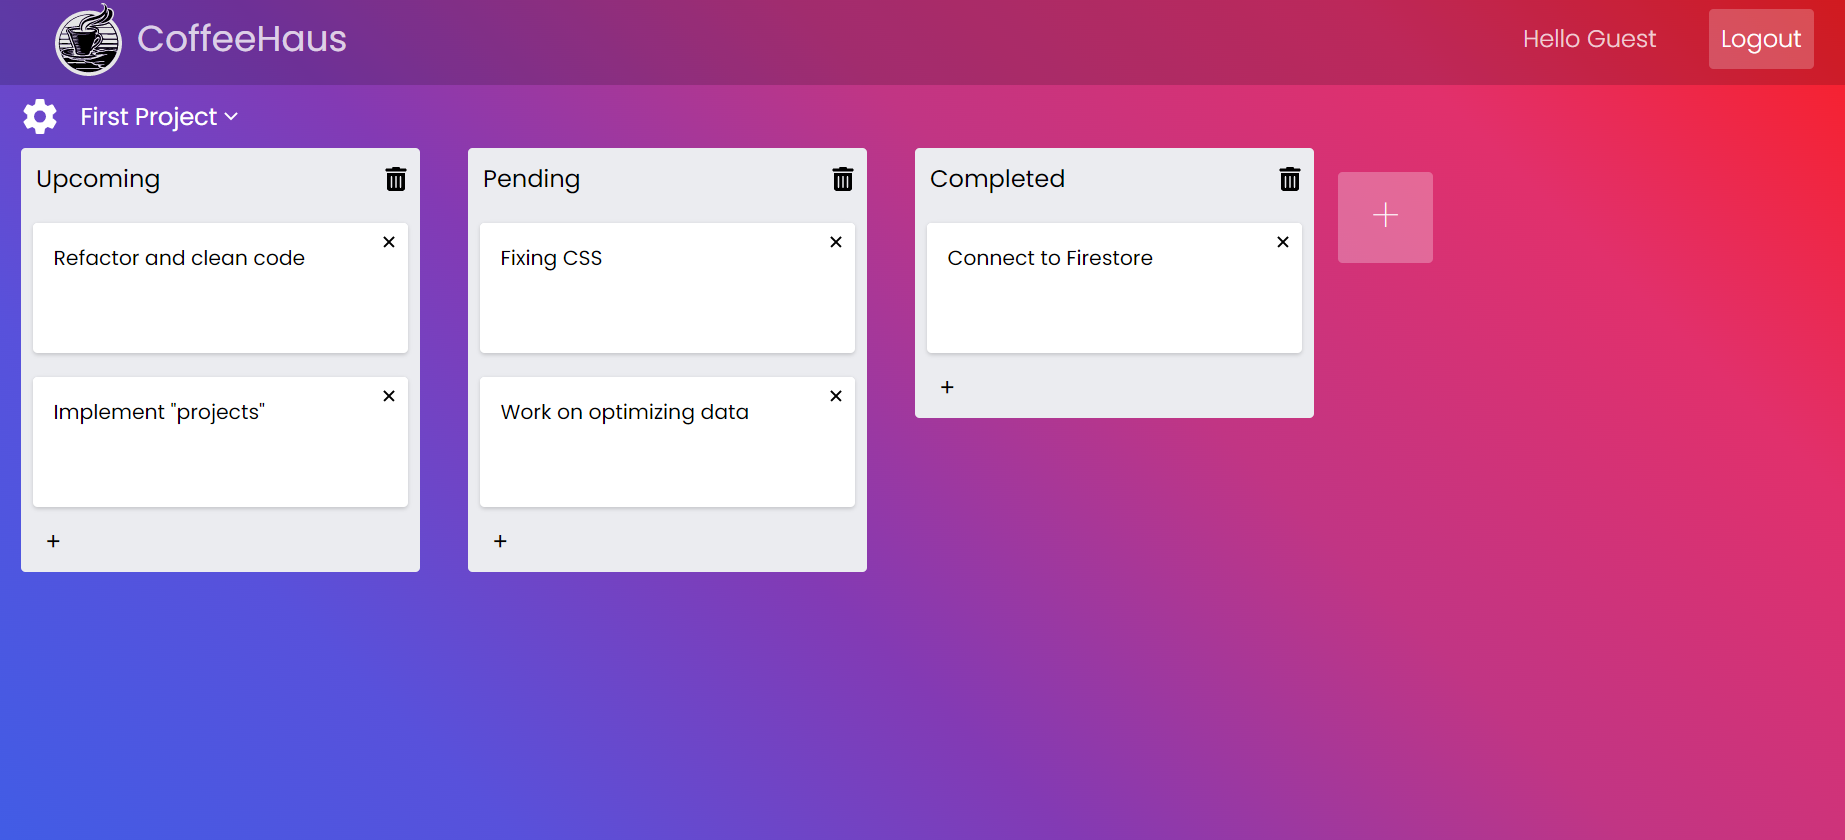 CoffeeHaus
Hello Guest
Logout
First Project
Upcoming
Refactor and clean code
Implement "projects"
+
Pending
Fixing CSS
Work on optimizing data
+
Completed
Connect to Firestore
+
+